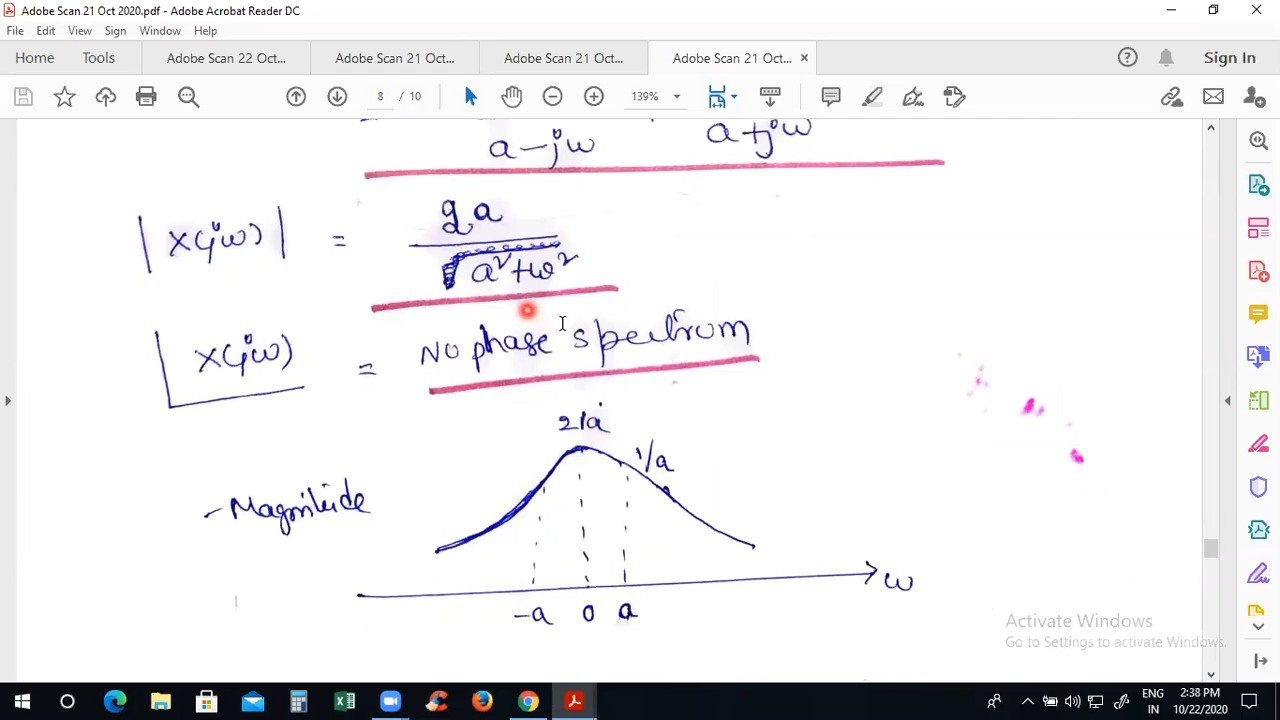 Adobe Scan 21 Oct 2020.pdf - Adobe Acrobat Reader DC
File Edit View Sign Window Help
Home Tools Adobe Scan 22 Oct... Adobe Scan 21 Oct... Adobe Scan 21 Oct... Adobe Scan 21 Oct... × ? Sign In
8 / 10 139%
= a-jω a+jω
|X(jω)| = 2a
√a²+ω²
∠X(jω) = No phase spectrum
2/a
1/a
- Magnitude
ω
-a 0 a
Activate Windows
Go to Settings to activate Windows.
ENG 2:38 PM
IN 10/22/2020